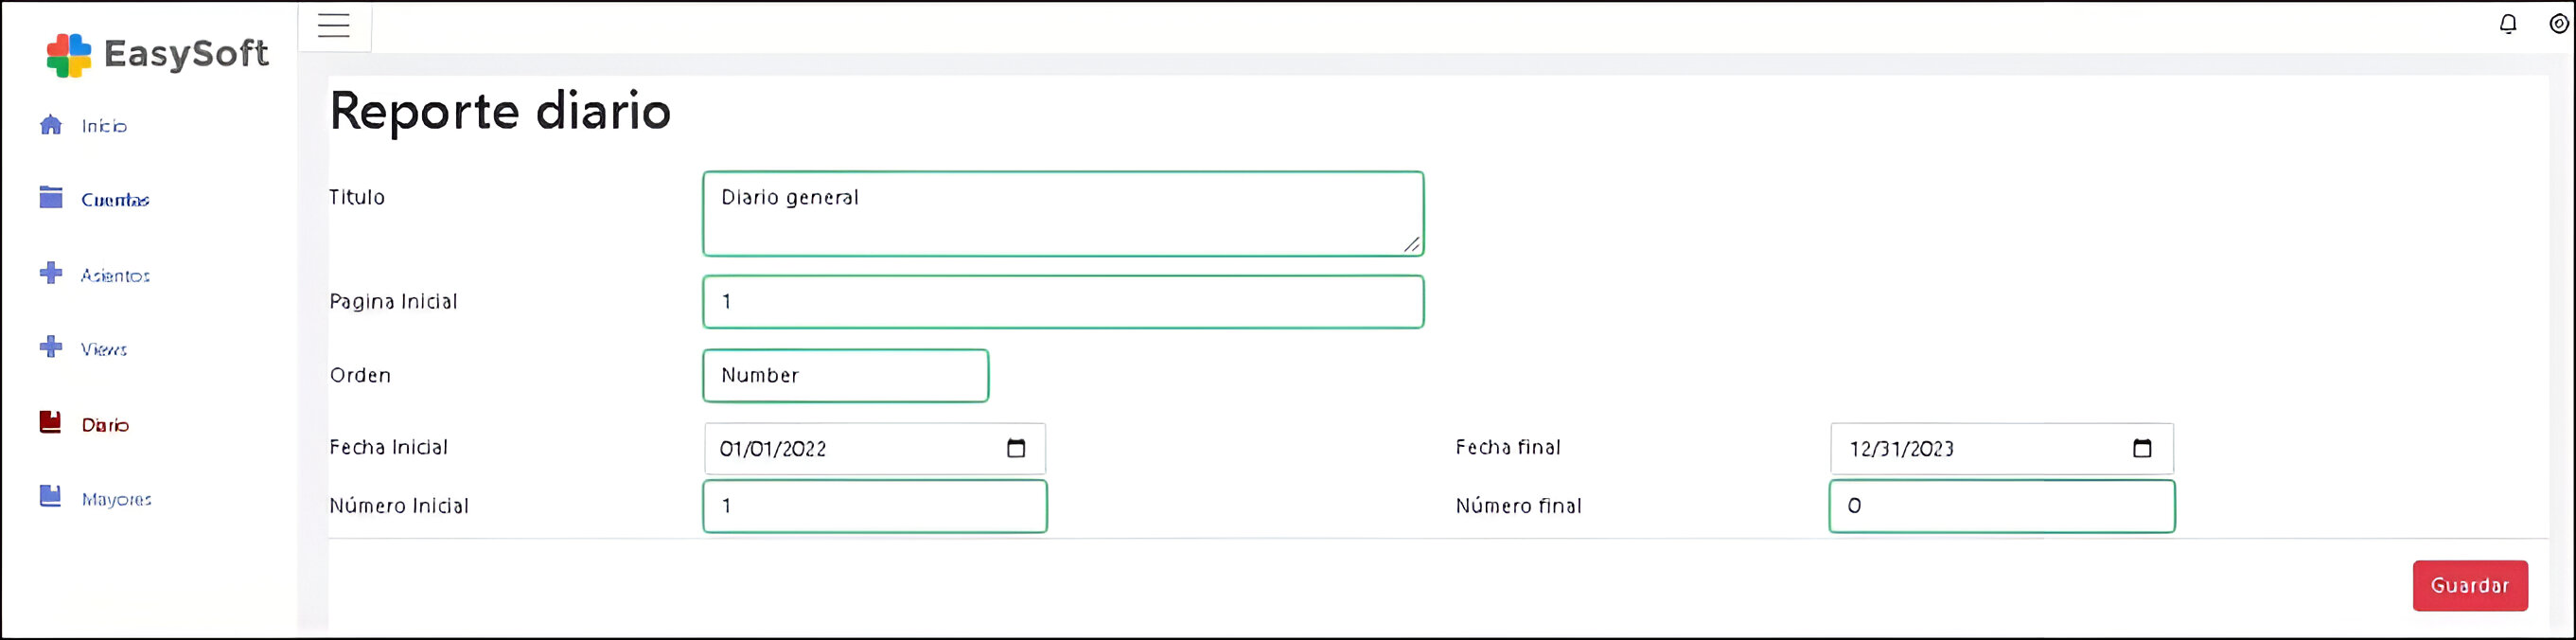 EasySoft
Inicio
Cuentas
Asientos
Views
Diario
Mayores
Reporte diario
Titulo
Diario general
Pagina Inicial
1
Orden
Number
Fecha Inicial
01/01/2022
Fecha final
12/31/2023
Número Inicial
1
Número final
0
Guardar